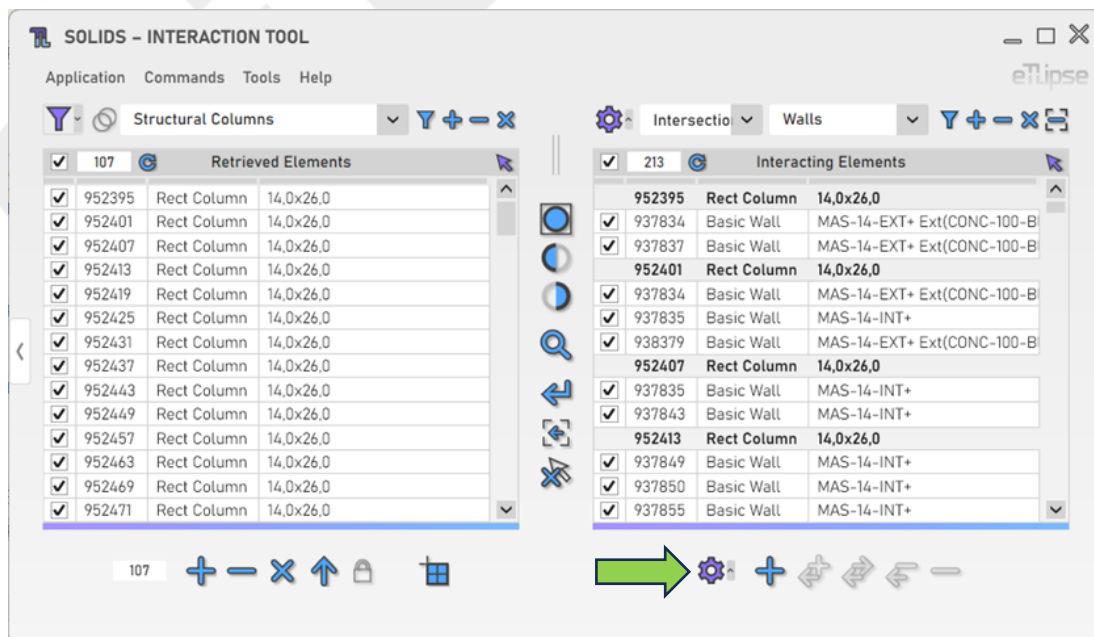 SOLIDS – INTERACTION TOOL
Application Commands Tools Help
eTLipse
Structural Columns
Intersectio Walls
107 Retrieved Elements
952395 Rect Column 14,0x26,0
952401 Rect Column 14,0x26,0
952407 Rect Column 14,0x26,0
952413 Rect Column 14,0x26,0
952419 Rect Column 14,0x26,0
952425 Rect Column 14,0x26,0
952431 Rect Column 14,0x26,0
952437 Rect Column 14,0x26,0
952443 Rect Column 14,0x26,0
952449 Rect Column 14,0x26,0
952457 Rect Column 14,0x26,0
952463 Rect Column 14,0x26,0
952469 Rect Column 14,0x26,0
952471 Rect Column 14,0x26,0
107
213 Interacting Elements
952395 Rect Column 14,0x26,0
937834 Basic Wall MAS-14-EXT+ Ext(CONC-100-B
937837 Basic Wall MAS-14-EXT+ Ext(CONC-100-B
952401 Rect Column 14,0x26,0
937834 Basic Wall MAS-14-EXT+ Ext(CONC-100-B
937835 Basic Wall MAS-14-INT+
938379 Basic Wall MAS-14-EXT+ Ext(CONC-100-B
952407 Rect Column 14,0x26,0
937835 Basic Wall MAS-14-INT+
937843 Basic Wall MAS-14-INT+
952413 Rect Column 14,0x26,0
937849 Basic Wall MAS-14-INT+
937850 Basic Wall MAS-14-INT+
937855 Basic Wall MAS-14-INT+